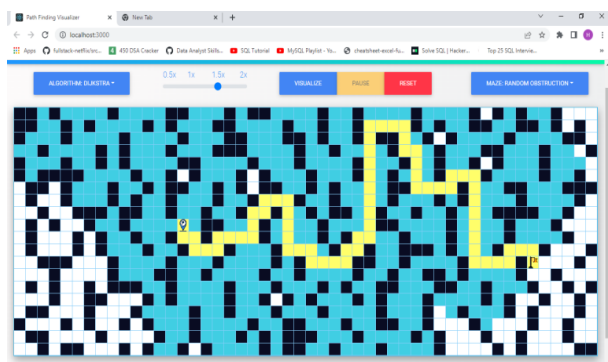 Path Finding Visualizer
New Tab
localhost:3000
Apps fullstack-netflix/src... 450 DSA Cracker Data Analyst Skills... SQL Tutorial MySQL Playlist - Yo... cheatsheet-excel-fu... Solve SQL | Hacker... Top 25 SQL Intervie...
ALGORITHM: DIJKSTRA
0.5x 1x 1.5x 2x
VISUALIZE
PAUSE
RESET
MAZE: RANDOM OBSTRUCTION